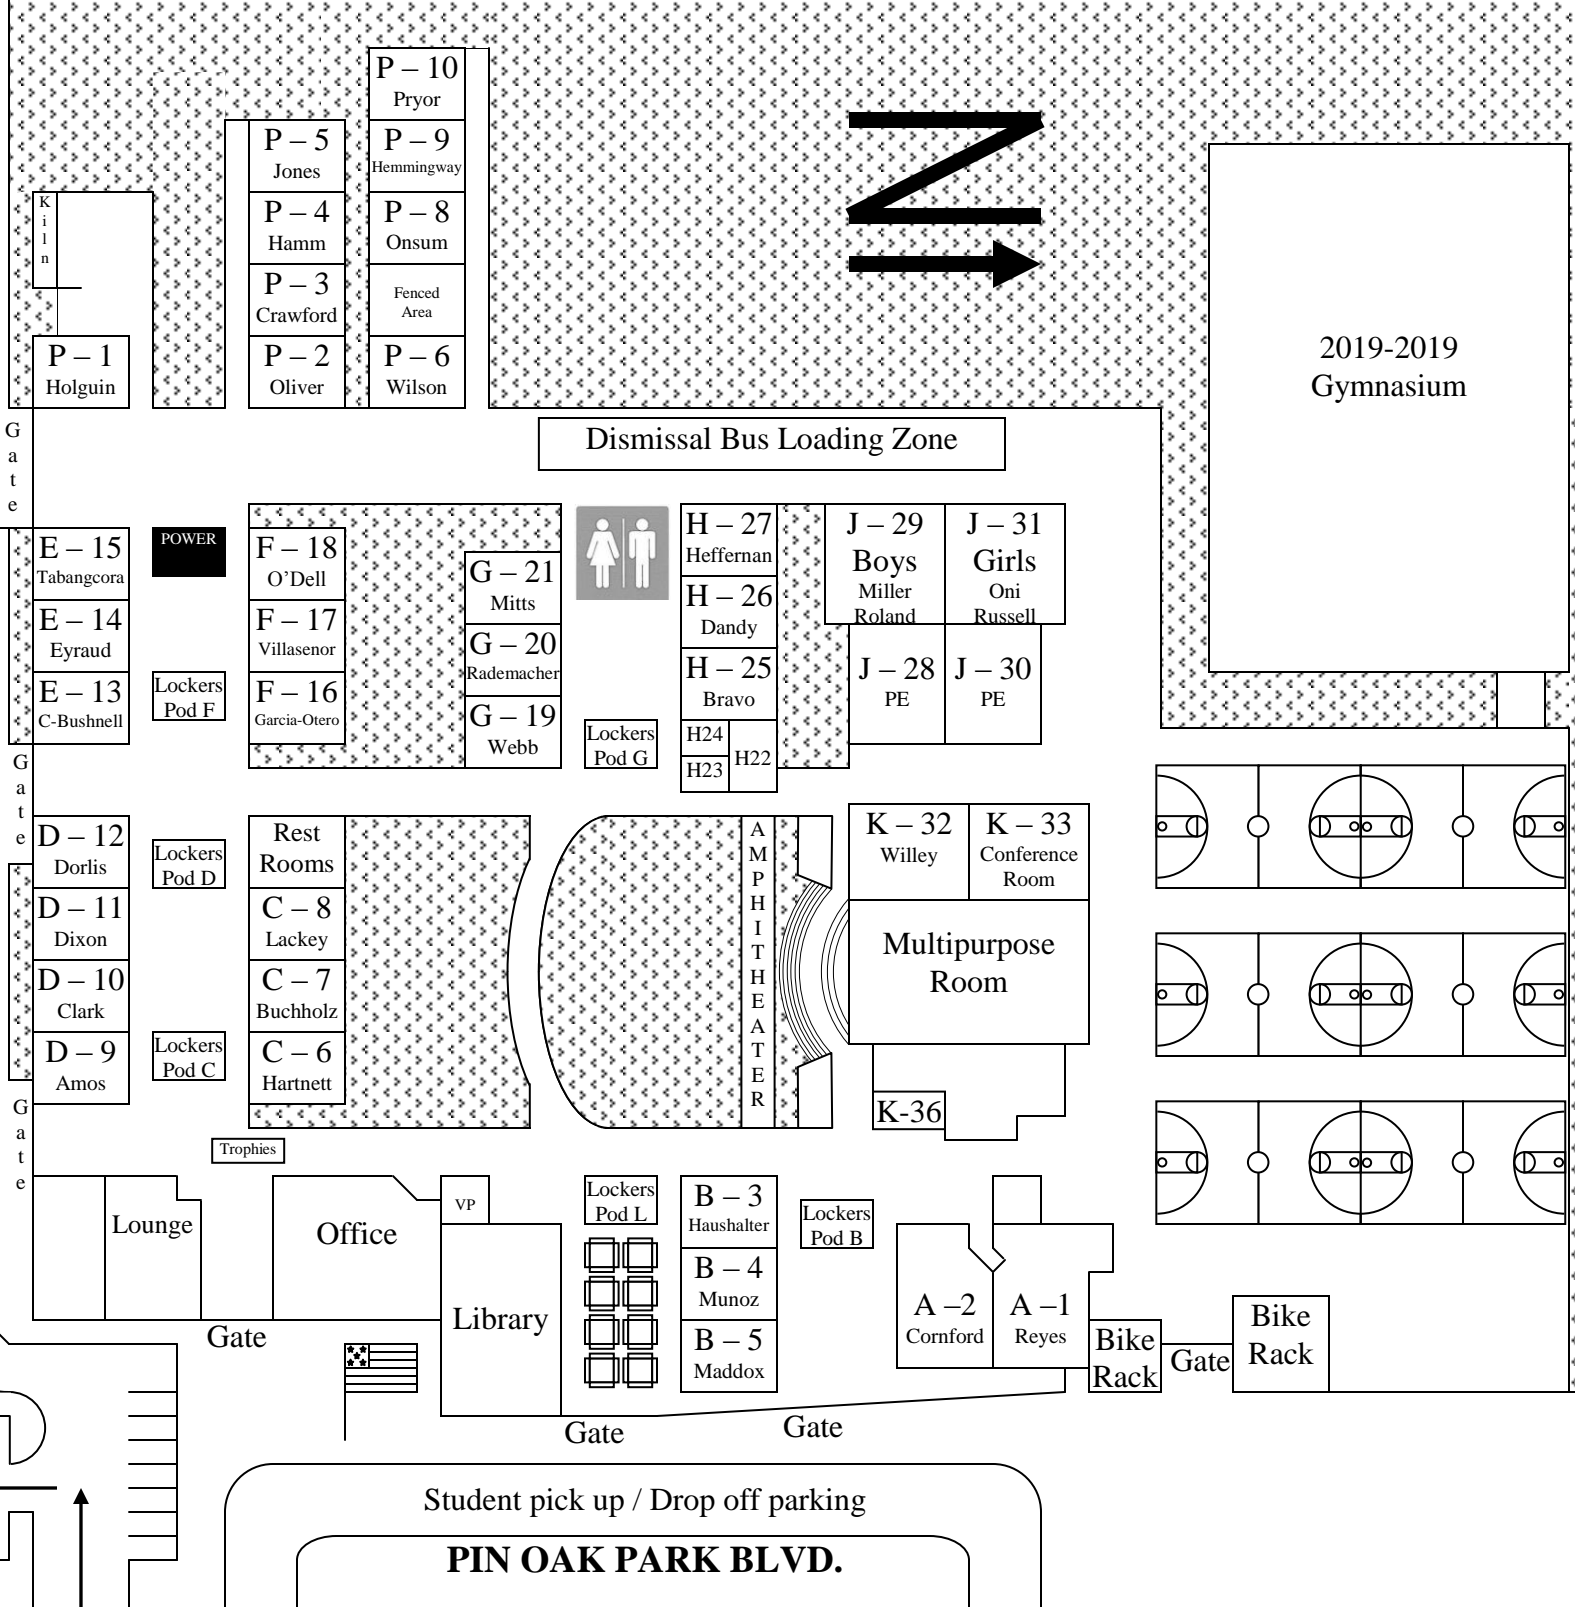 P – 10
Pryor
P – 5
Jones
P – 9
Hemmingway
K
i
l
n
P – 4
Hamm
P – 8
Onsum
P – 3
Crawford
Fenced
Area
P – 1
Holguin
P – 2
Oliver
P – 6
Wilson
N
2019-2019
Gymnasium
G
a
t
e
Dismissal Bus Loading Zone
E – 15
Tabangcora
POWER
F – 18
O’Dell
G – 21
Mitts
H – 27
Heffernan
J – 29
Boys
Miller
Roland
J – 31
Girls
Oni
Russell
E – 14
Eyraud
F – 17
Villasenor
G – 20
Rademacher
H – 26
Dandy
E – 13
C-Bushnell
Lockers
Pod F
F – 16
Garcia-Otero
G – 19
Webb
H – 25
Bravo
J – 28
PE
J – 30
PE
Lockers
Pod G
H24
H23
H22
G
a
t
e
D – 12
Dorlis
Lockers
Pod D
Rest
Rooms
A
M
P
H
I
T
H
E
A
T
E
R
K – 32
Willey
K – 33
Conference
Room
D – 11
Dixon
C – 8
Lackey
Multipurpose
Room
D – 10
Clark
C – 7
Buchholz
D – 9
Amos
Lockers
Pod C
C – 6
Hartnett
K-36
G
a
t
e
Trophies
Lounge
Office
VP
Library
Lockers
Pod L
B – 3
Haushalter
Lockers
Pod B
B – 4
Munoz
B – 5
Maddox
A –2
Cornford
A –1
Reyes
Bike
Rack
Gate
Bike
Rack
Gate
Gate
Gate
Student pick up / Drop off parking
PIN OAK PARK BLVD.